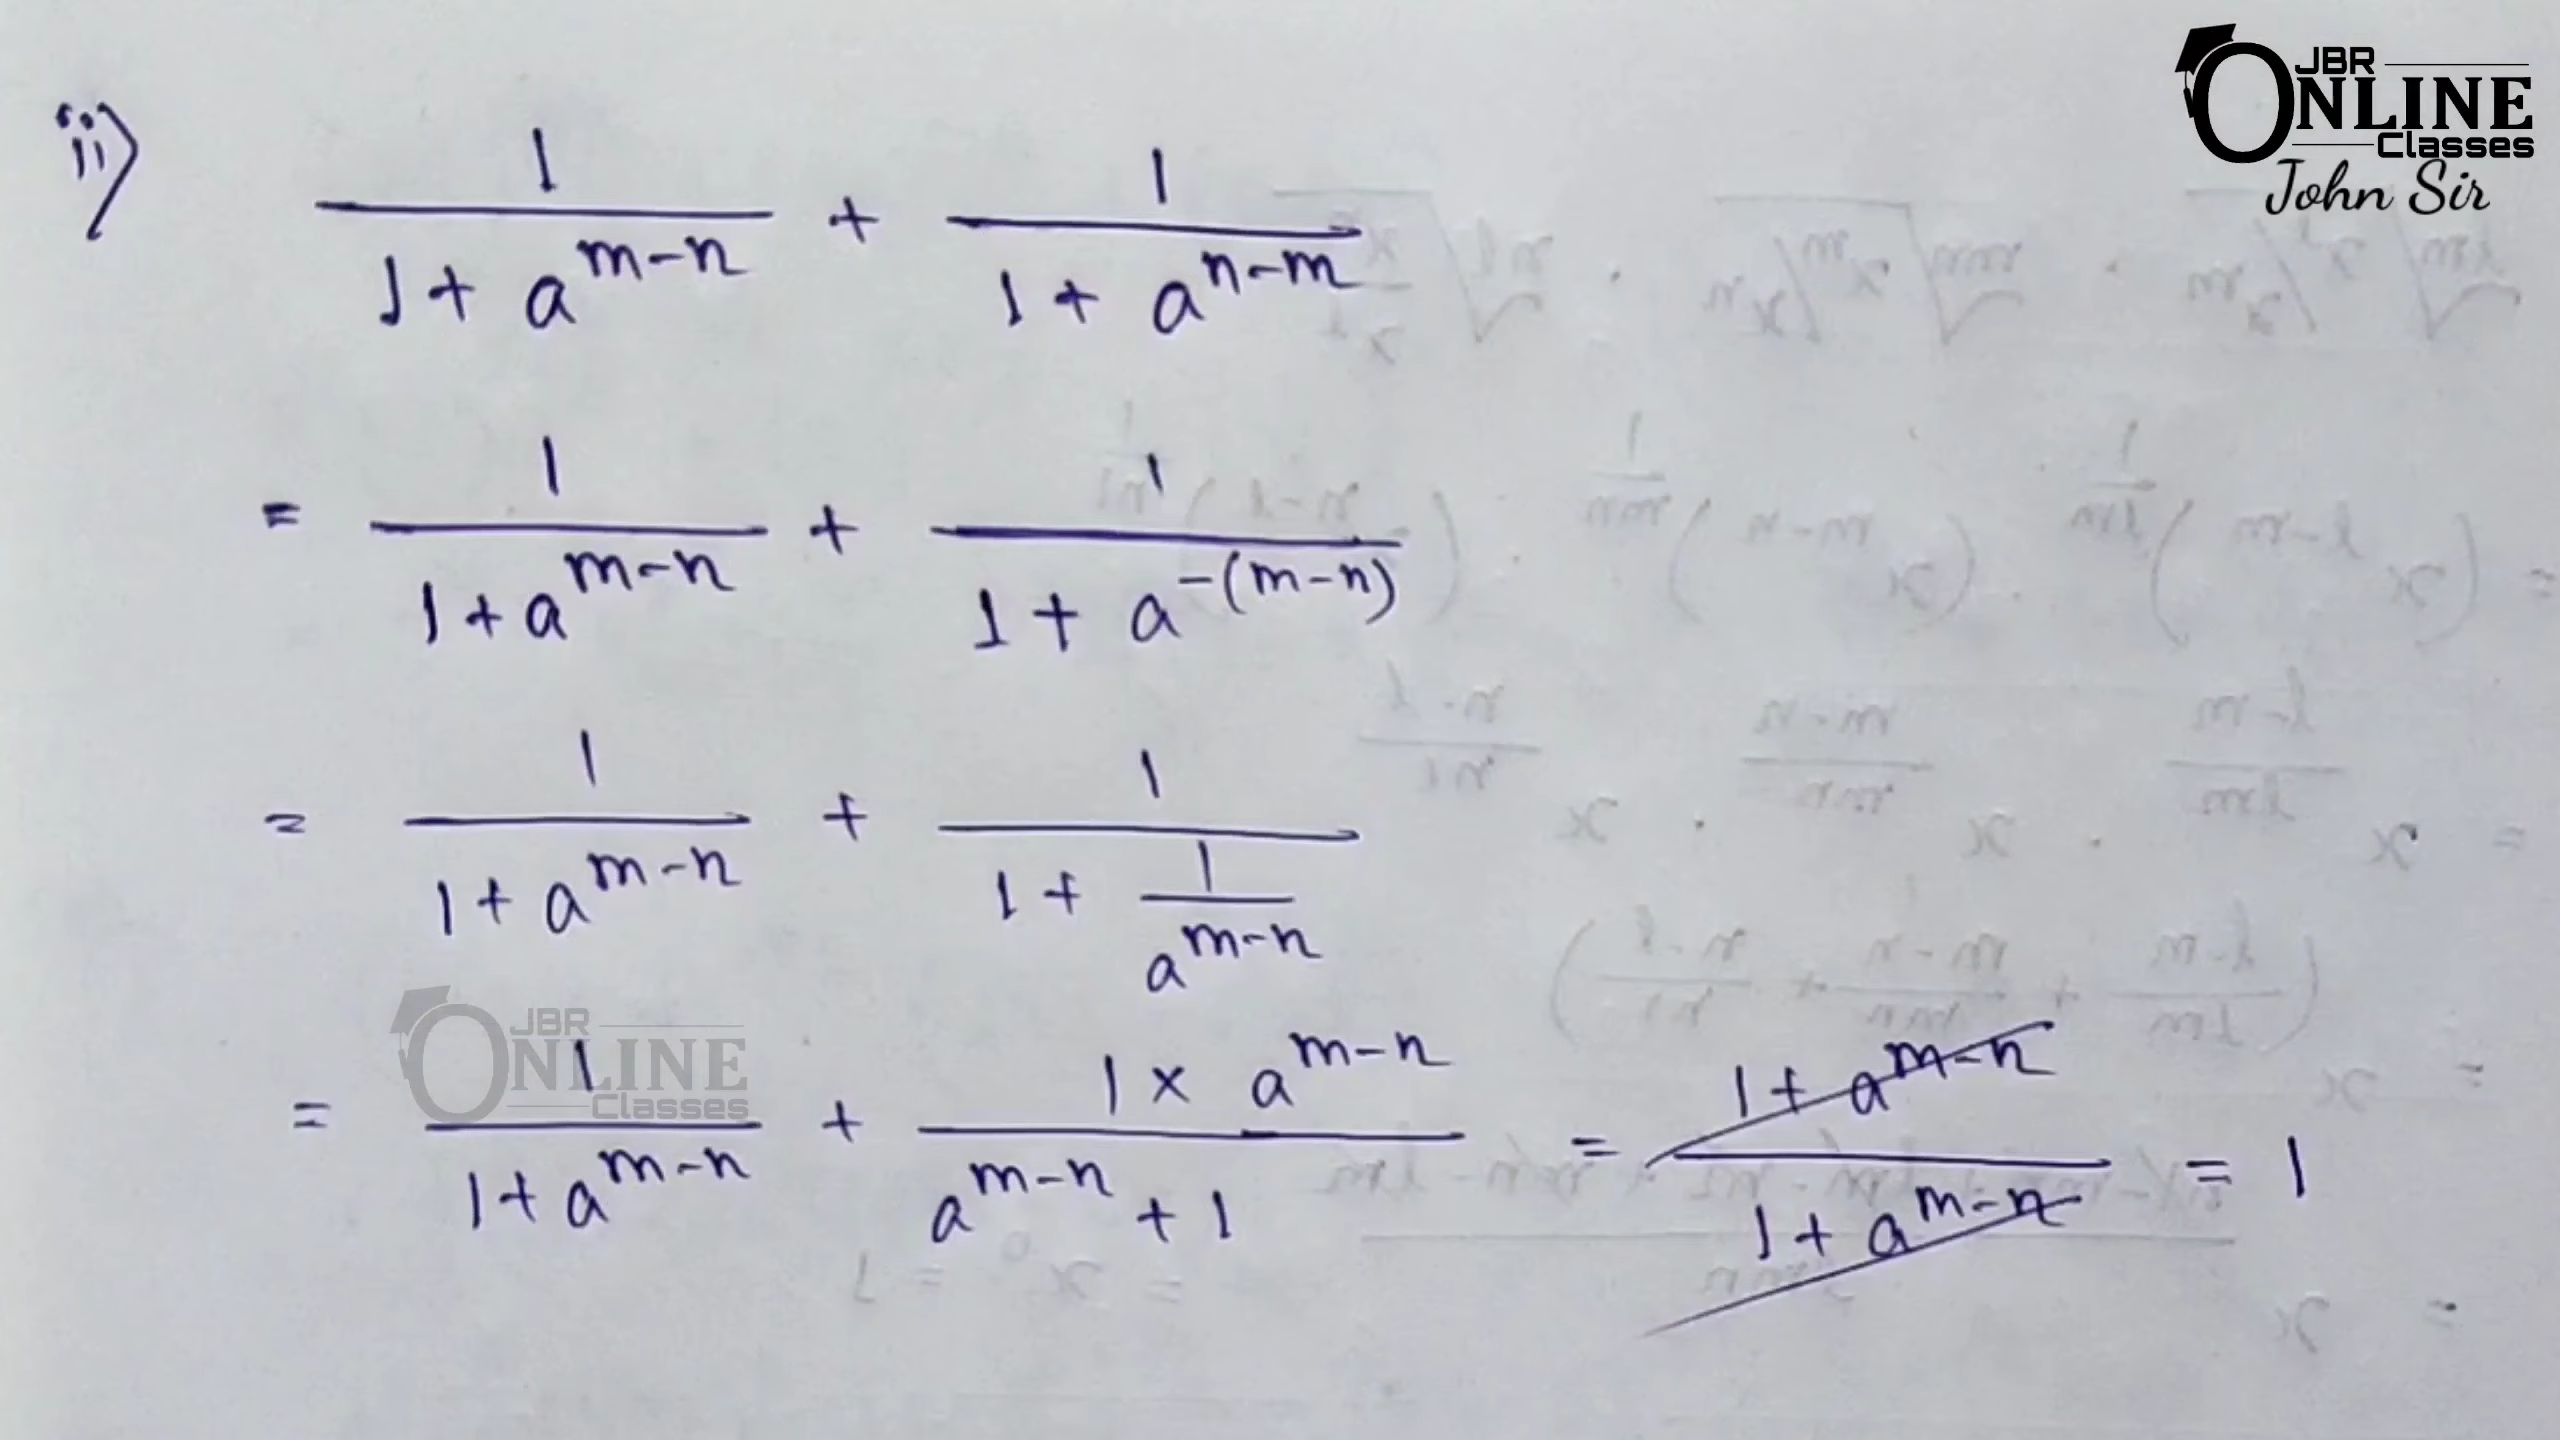 JBR
ONLINE
Classes
John Sir
ii) 1/(1 + a^(m-n)) + 1/(1 + a^(n-m))
= 1/(1 + a^(m-n)) + 1/(1 + a^(-(m-n)))
= 1/(1 + a^(m-n)) + 1/(1 + 1/a^(m-n))
JBR
ONLINE
Classes
= 1/(1 + a^(m-n)) + (1 × a^(m-n))/(a^(m-n) + 1) = (1 + a^(m-n))/(1 + a^(m-n)) = 1